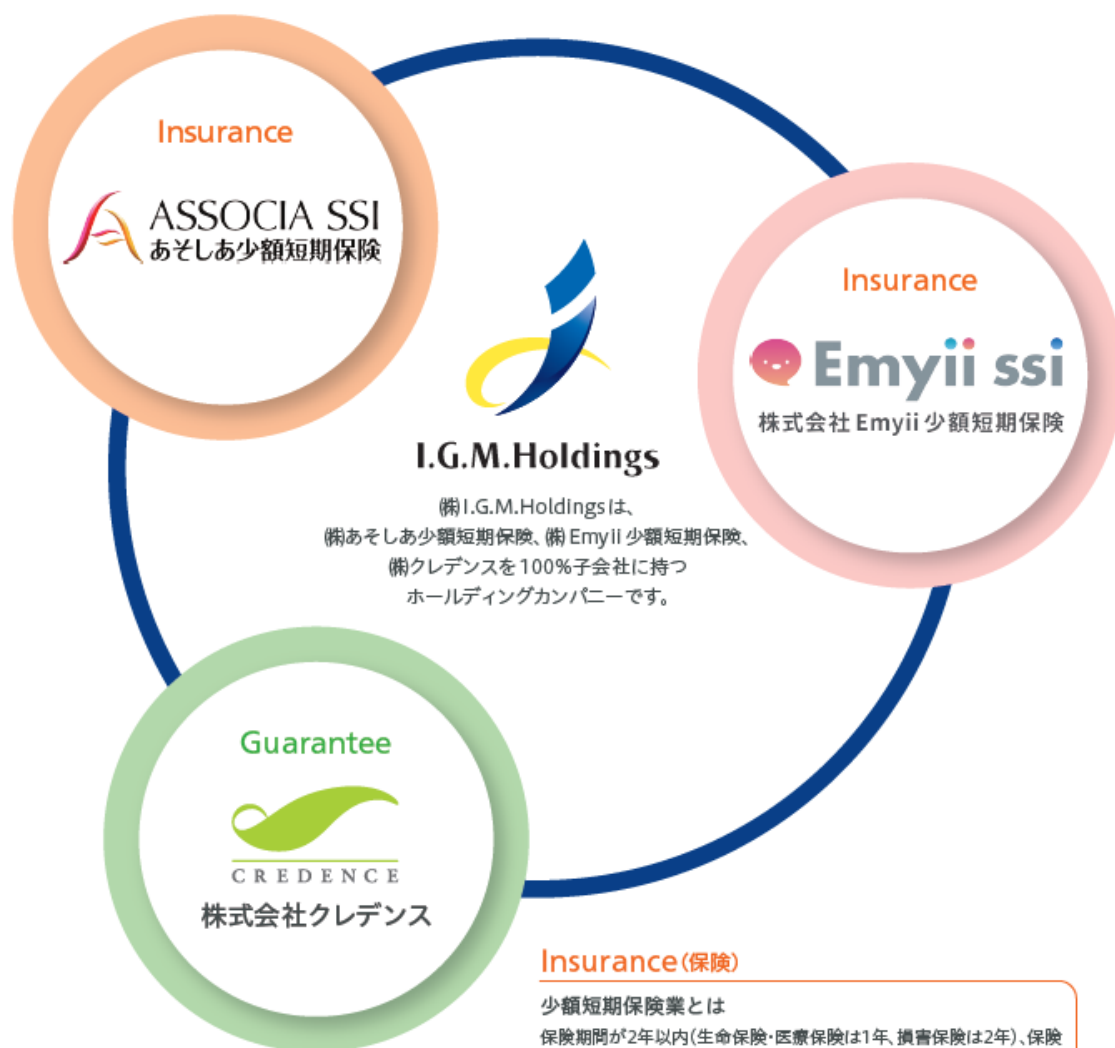 Insurance
ASSOCIA SSI
あそしあ少額短期保険
Insurance
Emyii ssi
株式会社Emyii少額短期保険
I.G.M.Holdings
㈱I.G.M.Holdingsは、
㈱あそしあ少額短期保険、㈱Emyii少額短期保険、
㈱クレデンスを100%子会社に持つ
ホールディングカンパニーです。
Guarantee
CREDENCE
株式会社クレデンス
Insurance(保険)
少額短期保険業とは
保険期間が2年以内(生命保険・医療保険は1年、損害保険は2年)、保険